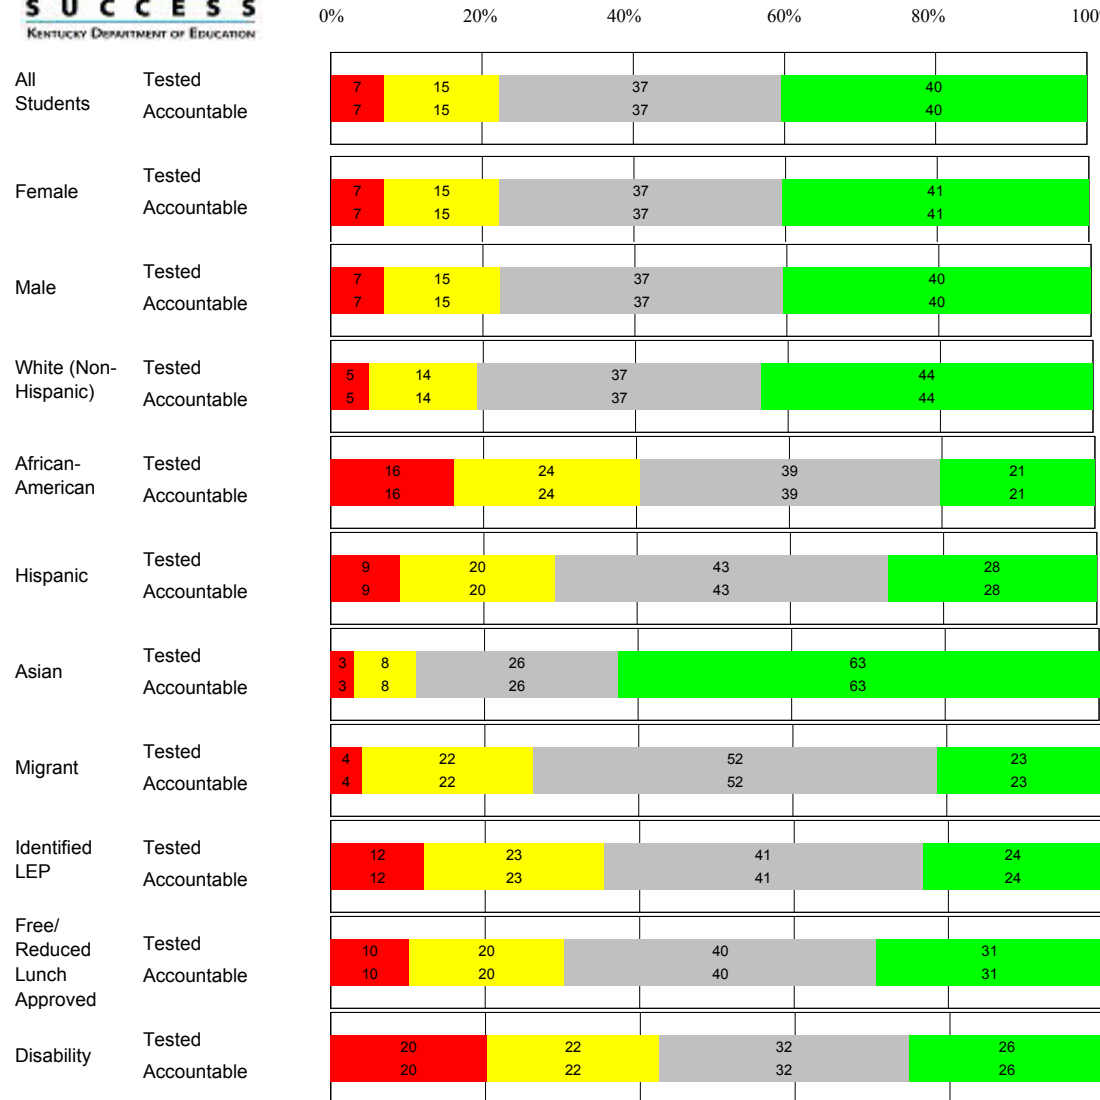 SUCCESS
KENTUCKY DEPARTMENT OF EDUCATION
0% 20% 40% 60% 80% 100%
All Students
Tested 7 15 37 40
Accountable 7 15 37 40
Female
Tested 7 15 37 41
Accountable 7 15 37 41
Male
Tested 7 15 37 40
Accountable 7 15 37 40
White (Non-
Hispanic)
Tested 5 14 37 44
Accountable 5 14 37 44
African-
American
Tested 16 24 39 21
Accountable 16 24 39 21
Hispanic
Tested 9 20 43 28
Accountable 9 20 43 28
Asian
Tested 3 8 26 63
Accountable 3 8 26 63
Migrant
Tested 4 22 52 23
Accountable 4 22 52 23
Identified
LEP
Tested 12 23 41 24
Accountable 12 23 41 24
Free/
Reduced
Lunch
Approved
Tested 10 20 40 31
Accountable 10 20 40 31
Disability
Tested 20 22 32 26
Accountable 20 22 32 26